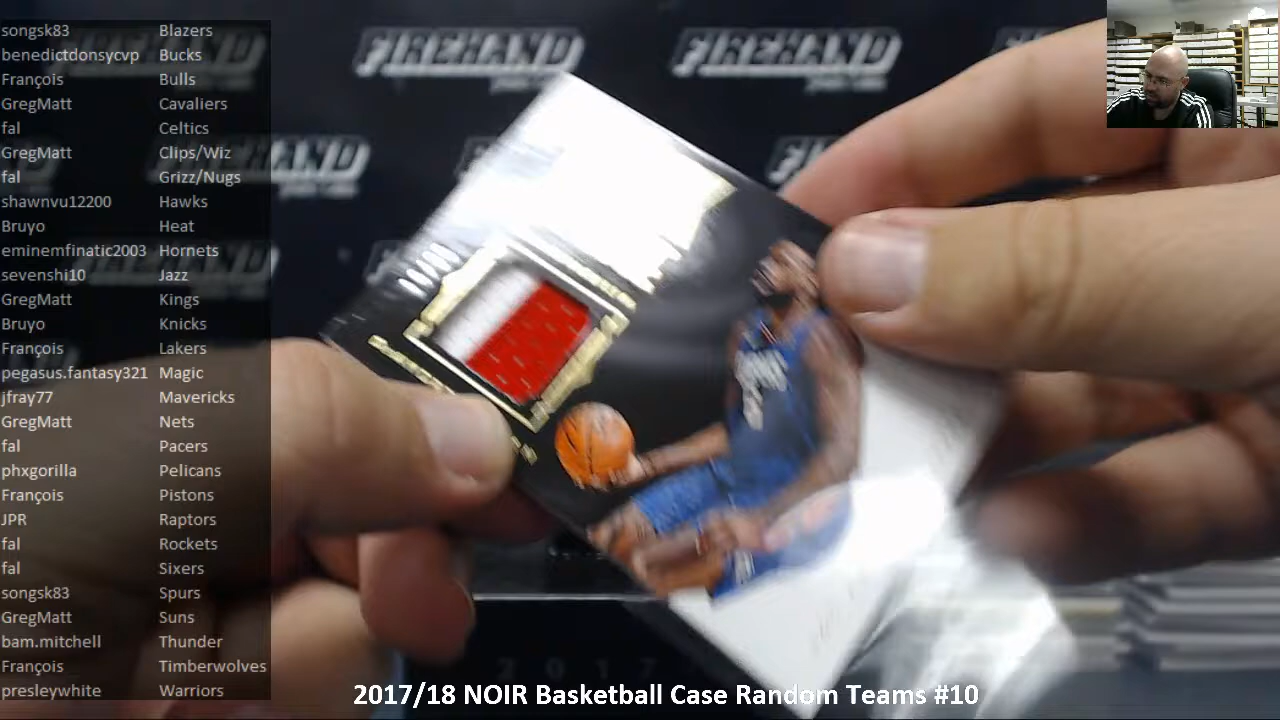 songsk83 Blazers
benedictdonsycvp Bucks
François Bulls
GregMatt Cavaliers
fal Celtics
GregMatt Clips/Wiz
fal Grizz/Nugs
shawnvu12200 Hawks
Bruyo Heat
eminemfinatic2003 Hornets
sevenshi10 Jazz
GregMatt Kings
Bruyo Knicks
François Lakers
pegasus.fantasy321 Magic
jfray77 Mavericks
GregMatt Nets
fal Pacers
phxgorilla Pelicans
François Pistons
JPR Raptors
fal Rockets
fal Sixers
songsk83 Spurs
GregMatt Suns
bam.mitchell Thunder
François Timberwolves
presleywhite Warriors
FIREHAND FIREHAND
2017
2017/18 NOIR Basketball Case Random Teams #10